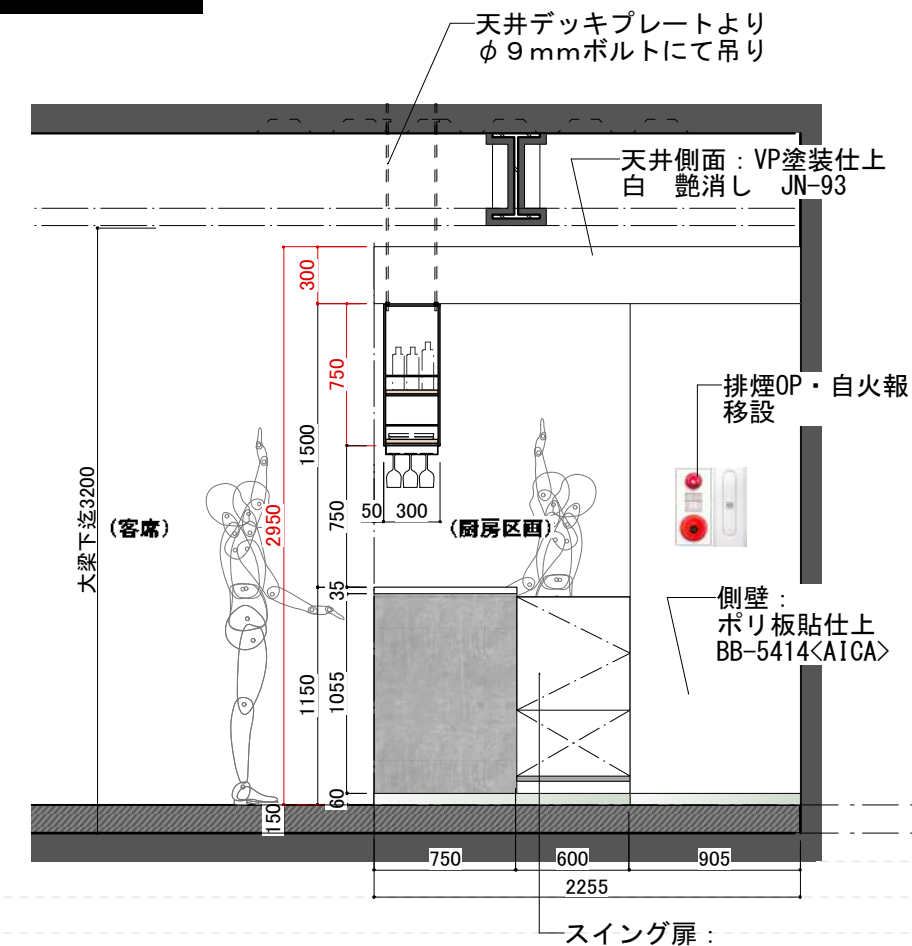 天井デッキプレートより
φ９ｍｍボルトにて吊り
天井側面：VP塗装仕上
白　艶消し　JN-93
300
750
排煙OP・自火報
移設
1500
大梁下迄3200
(客席)
2950
750
50
300
(厨房区画)
35
側壁：
ポリ板貼仕上
BB-5414<AICA>
1150
1055
60
150
750
600
905
2255
スイング扉：